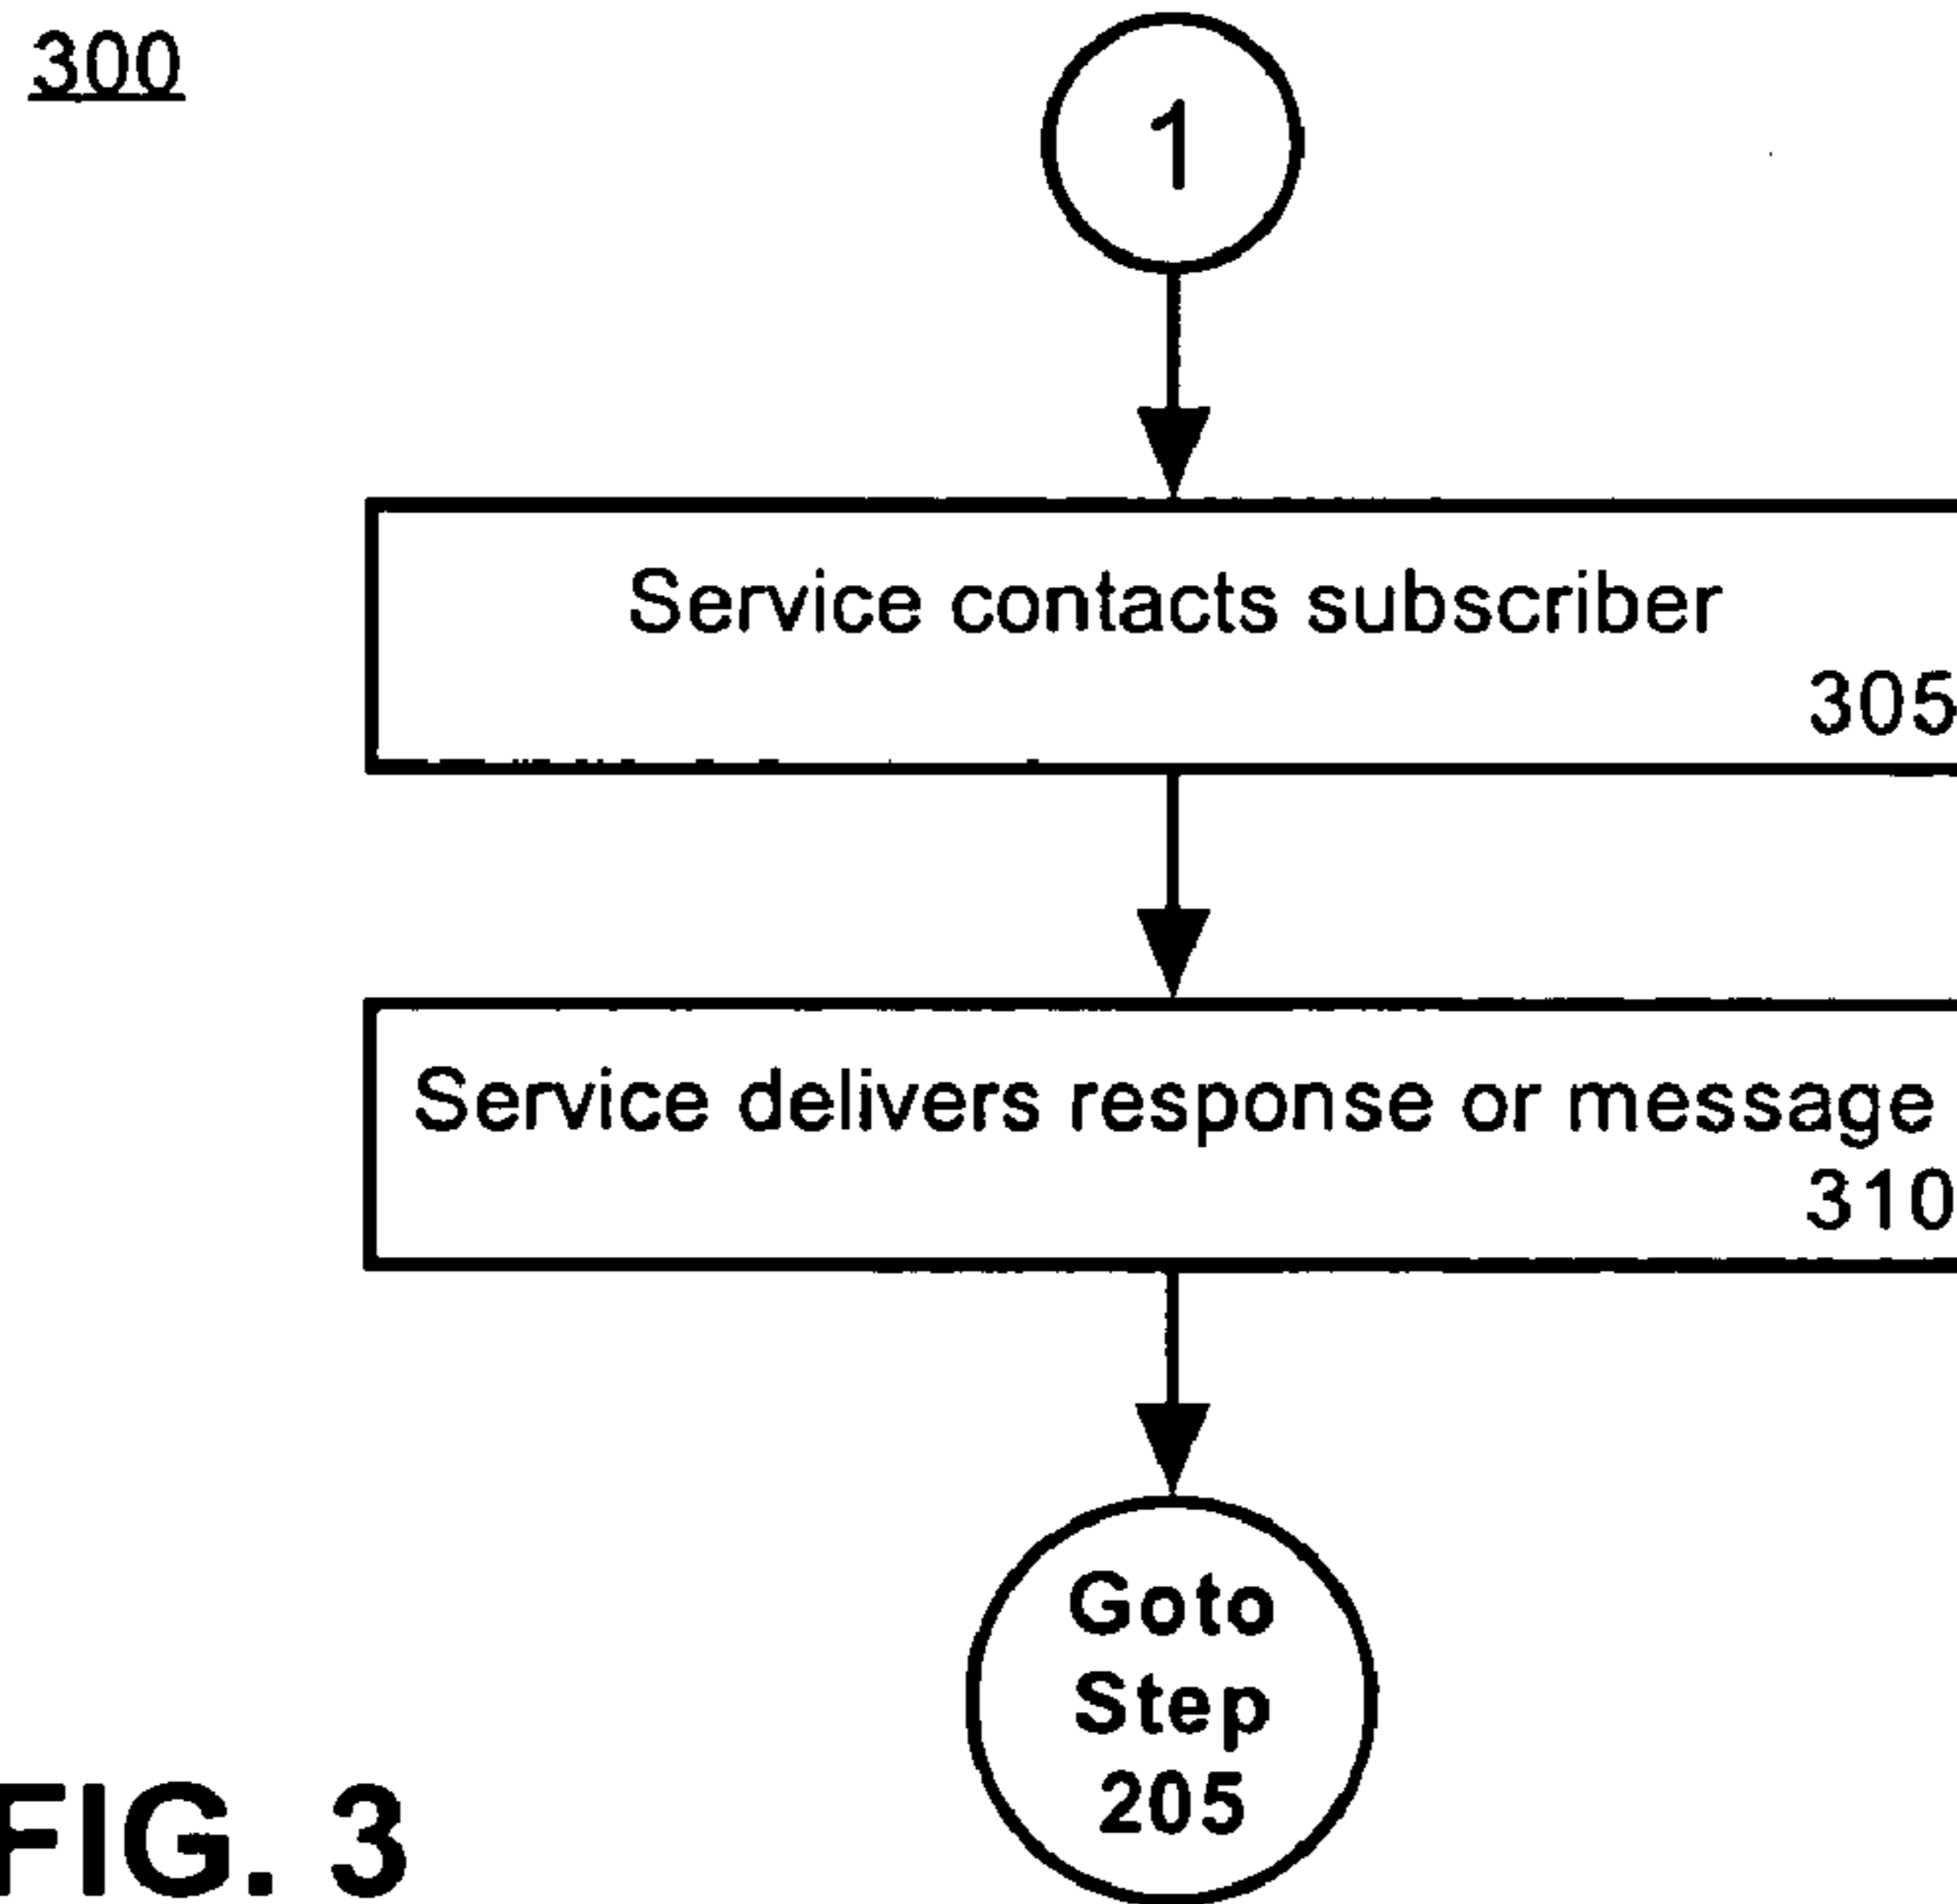 300
1
Service contacts subscriber
305
Service delivers response or message
310
Goto
Step
205
FIG. 3